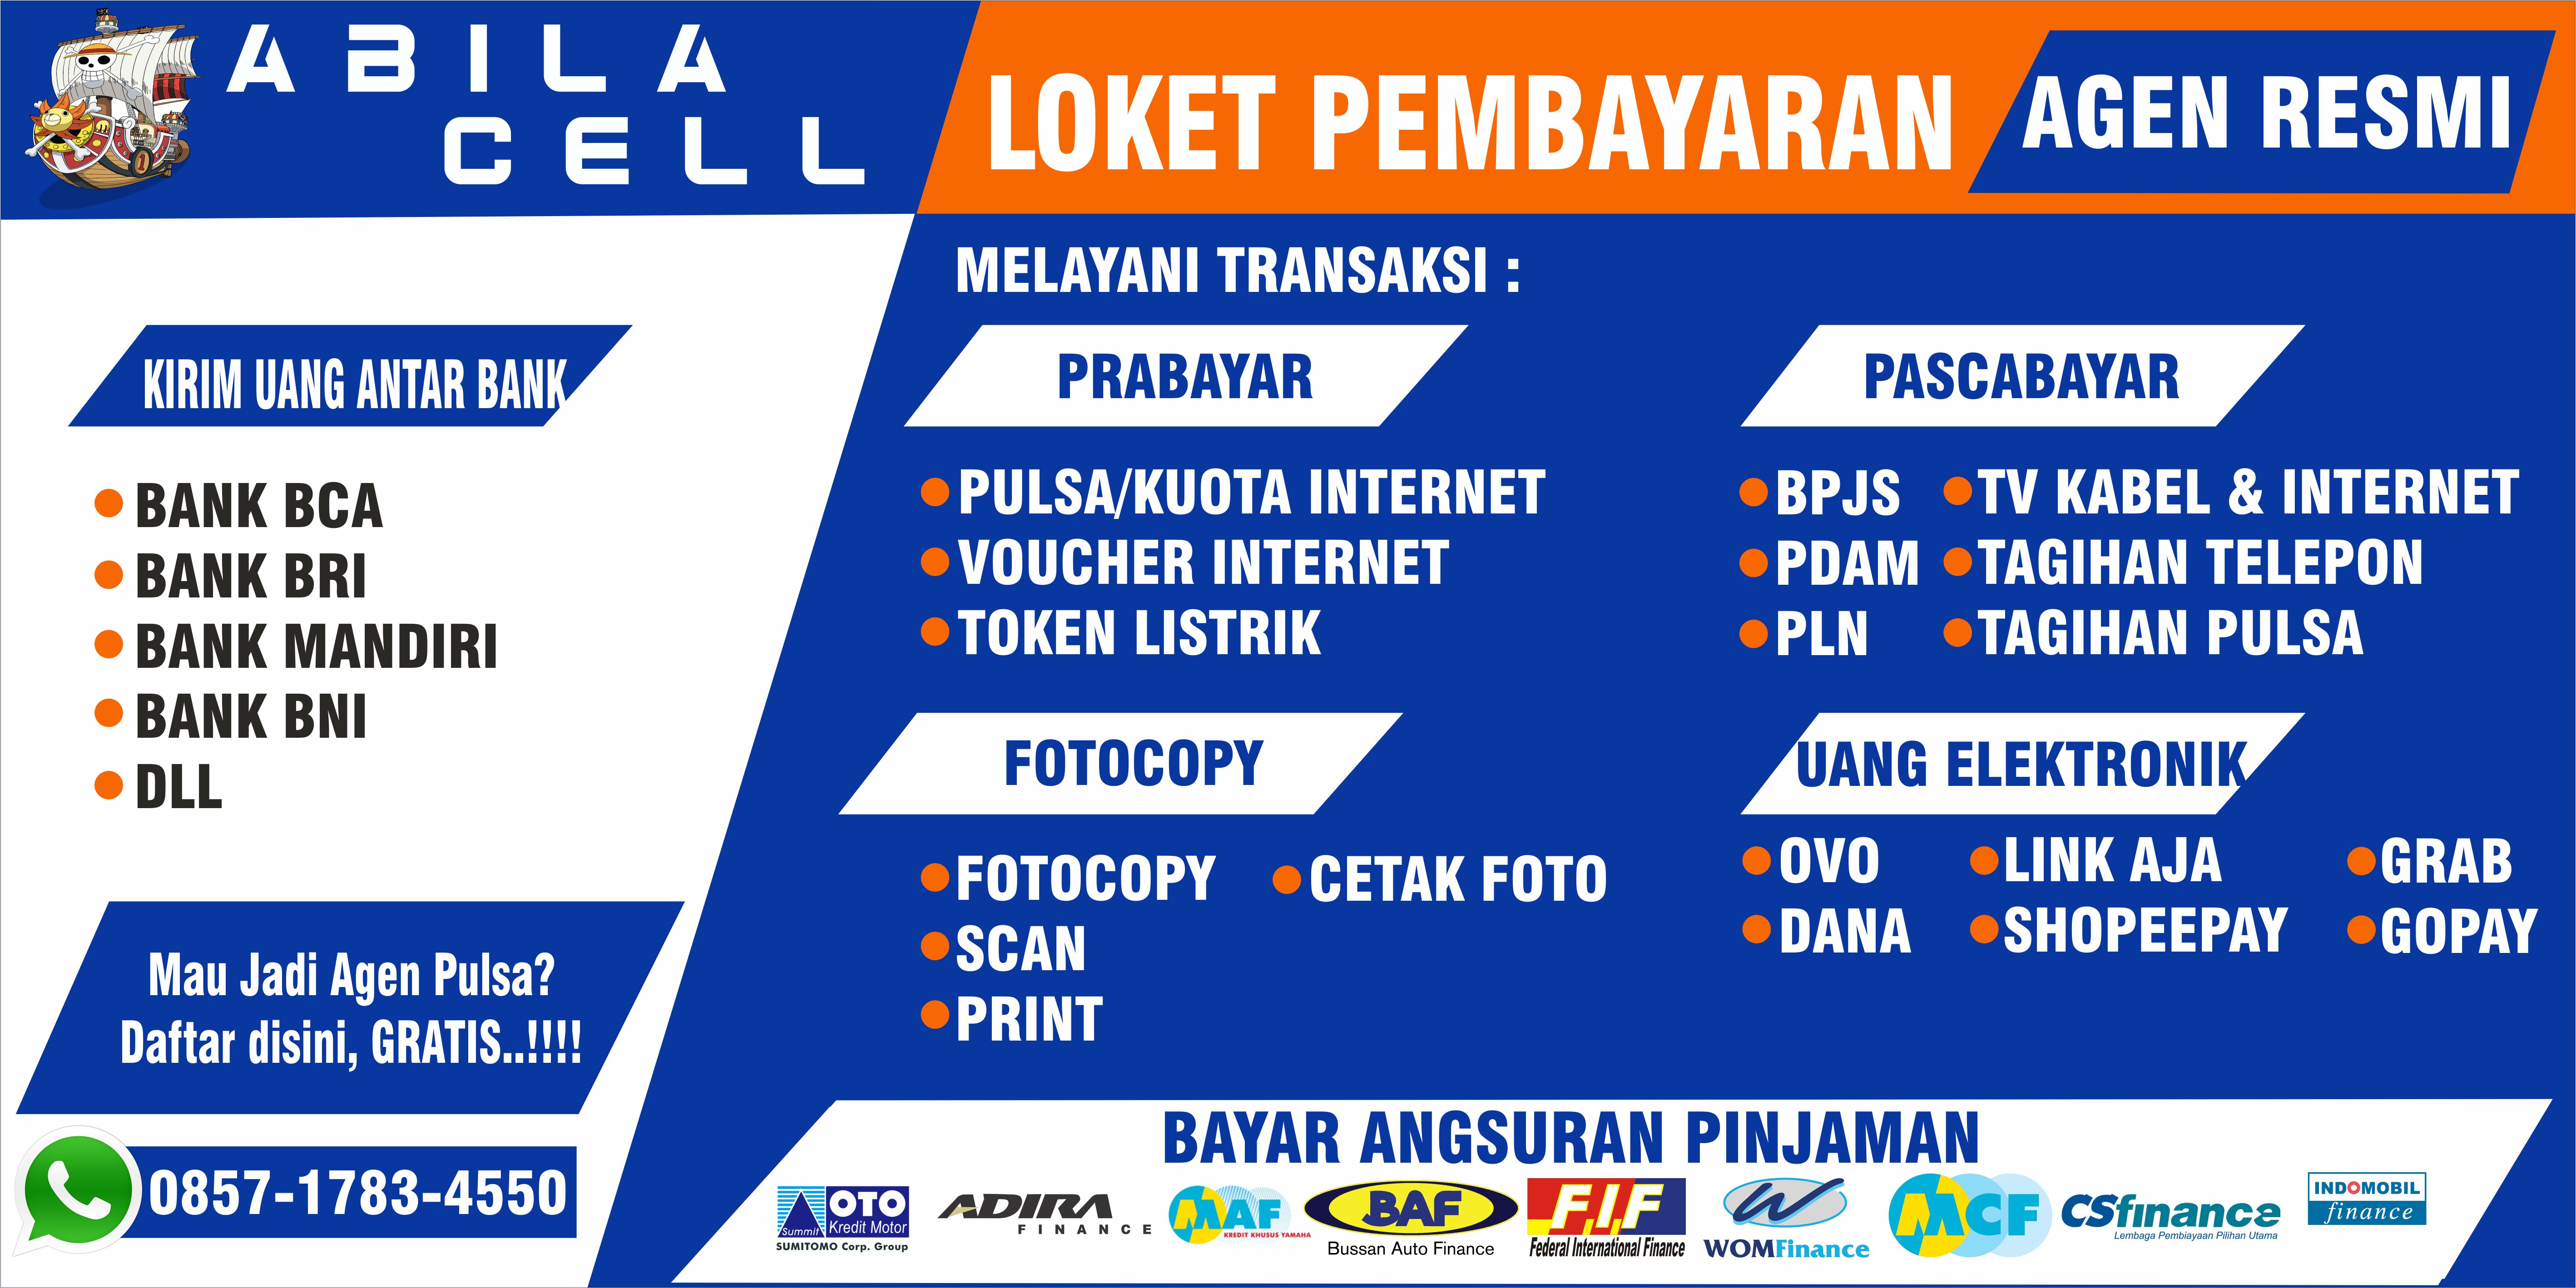 ABILA
CELL
LOKET PEMBAYARAN
AGEN RESMI
MELAYANI TRANSAKSI :
KIRIM UANG ANTAR BANK
BANK BCA
BANK BRI
BANK MANDIRI
BANK BNI
DLL
PRABAYAR
PULSA/KUOTA INTERNET
VOUCHER INTERNET
TOKEN LISTRIK
PASCABAYAR
BPJS
PDAM
PLN
TV KABEL & INTERNET
TAGIHAN TELEPON
TAGIHAN PULSA
FOTOCOPY
FOTOCOPY
SCAN
PRINT
CETAK FOTO
UANG ELEKTRONIK
OVO
DANA
LINK AJA
SHOPEEPAY
GRAB
GOPAY
Mau Jadi Agen Pulsa?
Daftar disini, GRATIS..!!!!
0857-1783-4550
BAYAR ANGSURAN PINJAMAN
Summit
OTO
Kredit Motor
SUMITOMO Corp. Group
ADIRA
FINANCE
MAF
KREDIT KHUSUS YAMAHA
BAF
Bussan Auto Finance
F.I.F
Federal International Finance
W
WOMFinance
MCF
CSfinance
Lembaga Pembiayaan Pilihan Utama
INDOMOBIL
finance